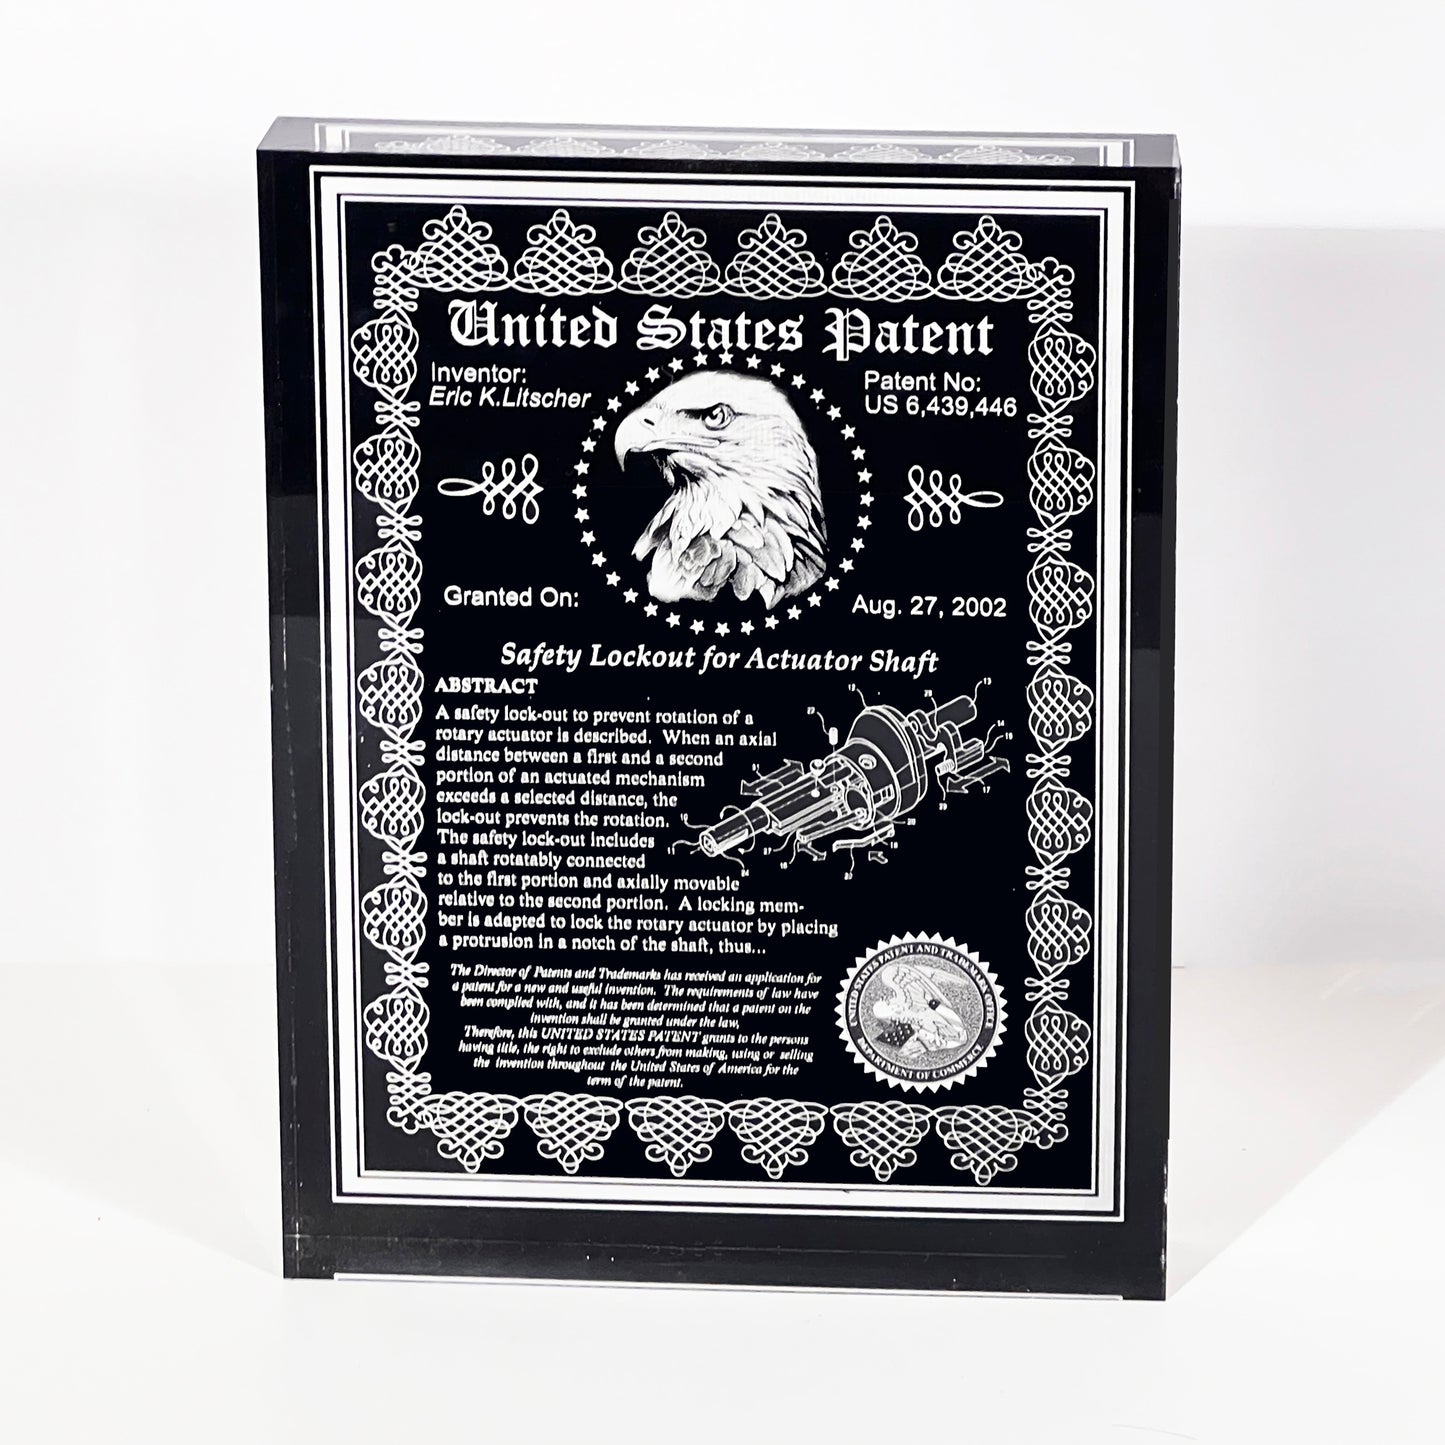 United States Patent
Inventor:
Eric K.Litscher
Patent No:
US 6,439,446
Granted On:
Aug. 27, 2002
Safety Lockout for Actuator Shaft
ABSTRACT
A safety lock-out to prevent rotation of a
rotary actuator is described. When an axial
distance between a first and a second
portion of an actuated mechanism
exceeds a selected distance, the
lock-out prevents the rotation.
The safety lock-out includes
a shaft rotatably connected
to the first portion and axially movable
relative to the second portion. A locking mem-
ber is adapted to lock the rotary actuator by placing
a protrusion in a notch of the shaft, thus...
The Director of Patents and Trademarks has received an application for
a patent for a new and useful invention. The requirements of law have
been complied with, and it has been determined that a patent on the
invention shall be granted under the law,
Therefore, this UNITED STATES PATENT grants to the persons
having title, the right to exclude others from making, using or selling
the invention throughout the United States of America for the
term of the patent.
UNITED STATES PATENT AND TRADEMARK OFFICE
DEPARTMENT OF COMMERCE